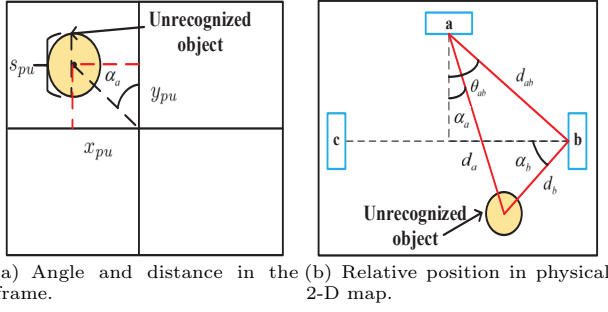 Unrecognized
object
s_pu
α_a
y_pu
x_pu
a
θ_ab
d_ab
α_a
c
b
d_a
α_b
d_b
Unrecognized
object
a) Angle and distance in the
frame.
(b) Relative position in physical
2-D map.